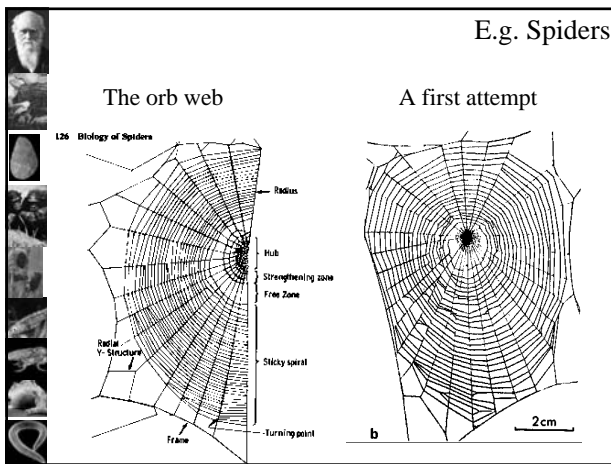 E.g. Spiders
The orb web
A first attempt
126 Biology of Spiders
Radius
Hub
Strengthening zone
Free Zone
Radial
Y-Structure
Sticky spiral
Frame
Turning point
b
2cm